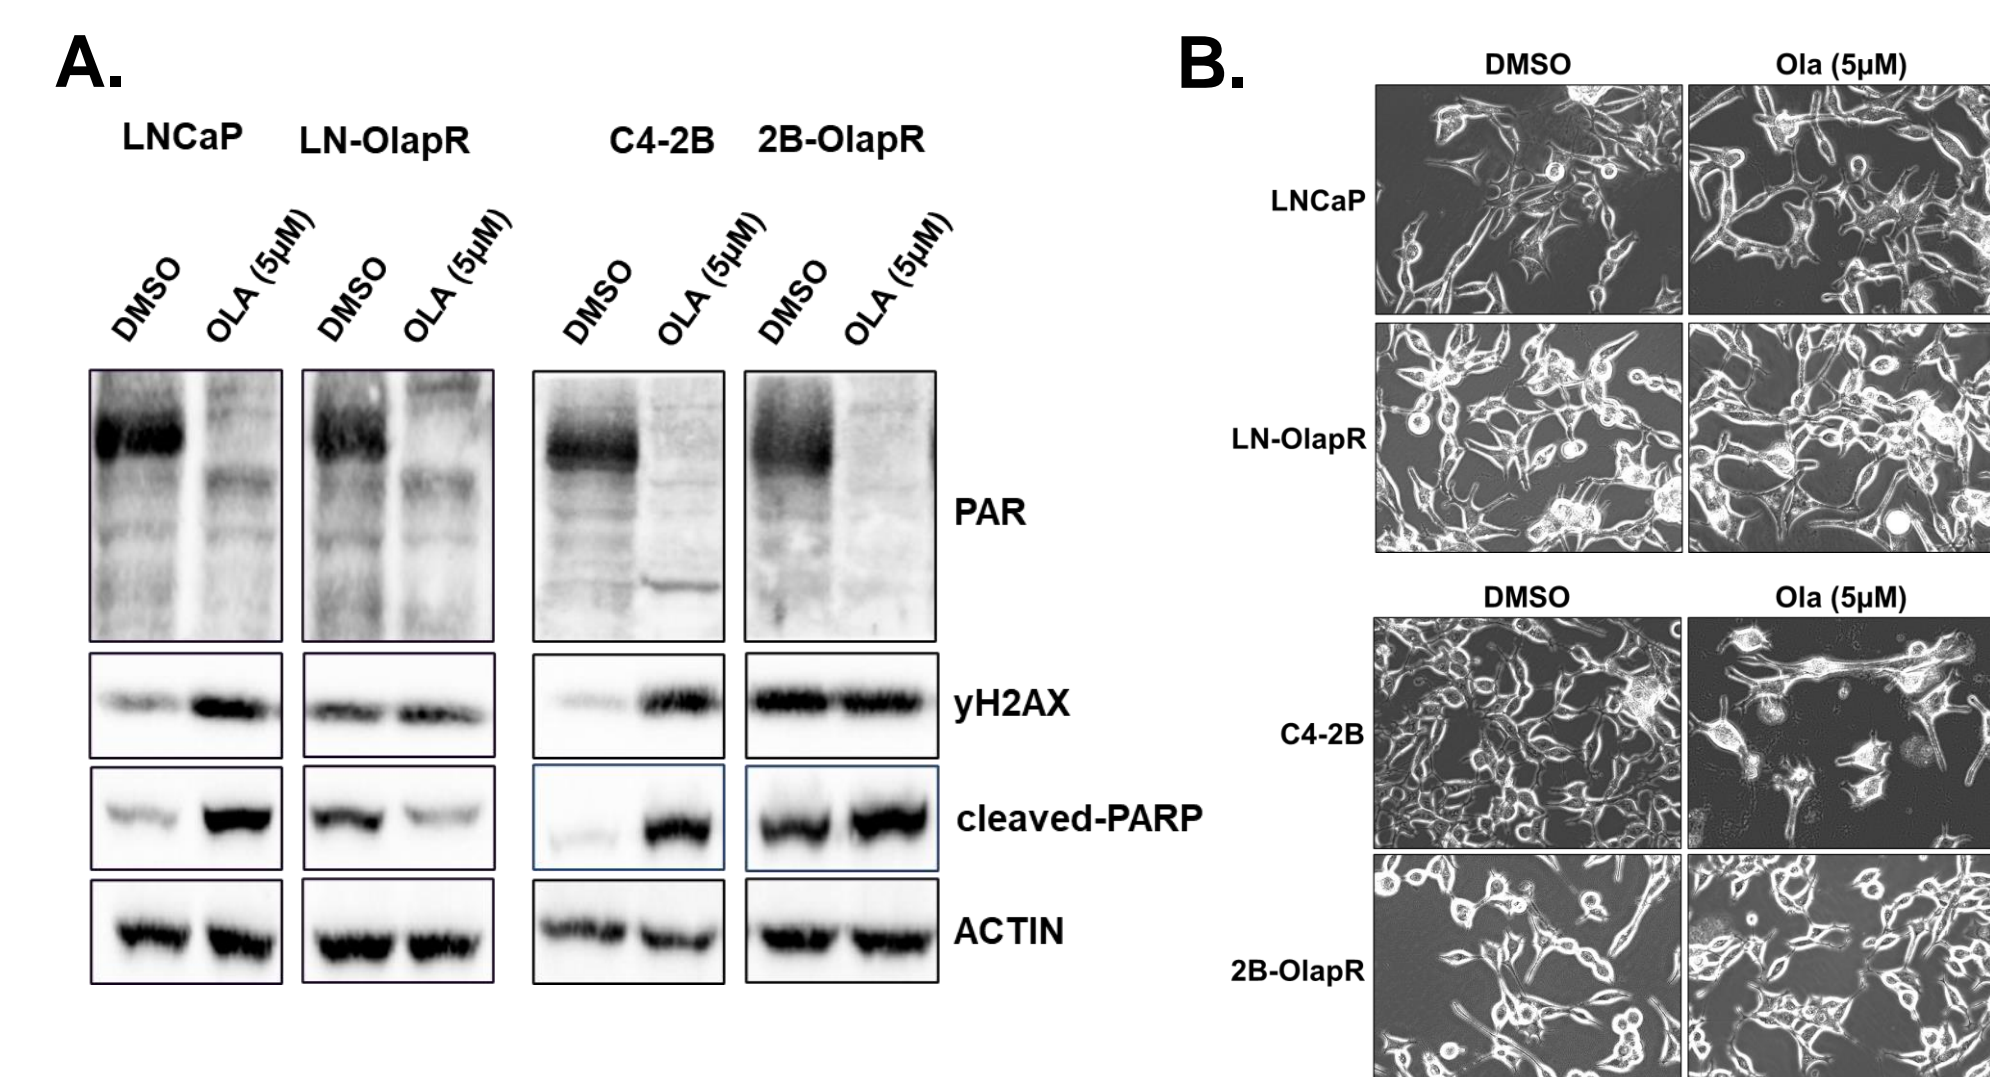 A.
LNCaP LN-OlapR C4-2B 2B-OlapR
DMSO OLA (5µM) DMSO OLA (5µM) DMSO OLA (5µM) DMSO OLA (5µM)
PAR
yH2AX
cleaved-PARP
ACTIN
B.
DMSO Ola (5µM)
LNCaP
LN-OlapR
DMSO Ola (5µM)
C4-2B
2B-OlapR